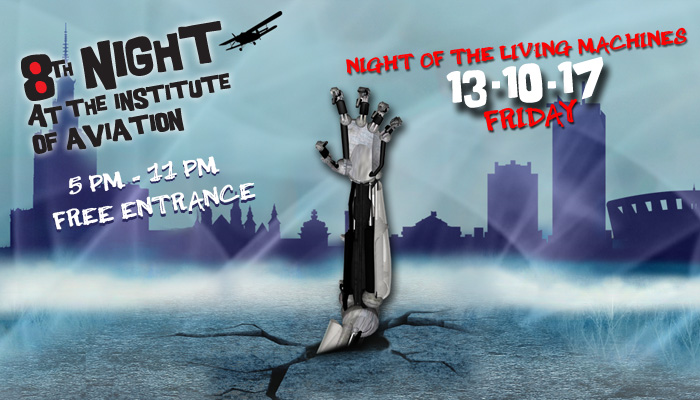 8TH NIGHT
AT THE INSTITUTE
OF AVIATION
5 PM - 11 PM
FREE ENTRANCE
NIGHT OF THE LIVING MACHINES
13-10-17
FRIDAY